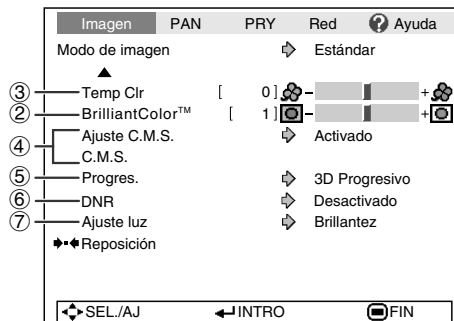 Imagen PAN PRY Red ? Ayuda
Modo de imagen Estándar
③ Temp Clr [ 0 ] – +
② BrilliantColor™ [ 1 ] – +
④ Ajuste C.M.S. Activado
C.M.S.
⑤ Progres. 3D Progresivo
⑥ DNR Desactivado
⑦ Ajuste luz Brillantez
Reposición
SEL./AJ INTRO FIN